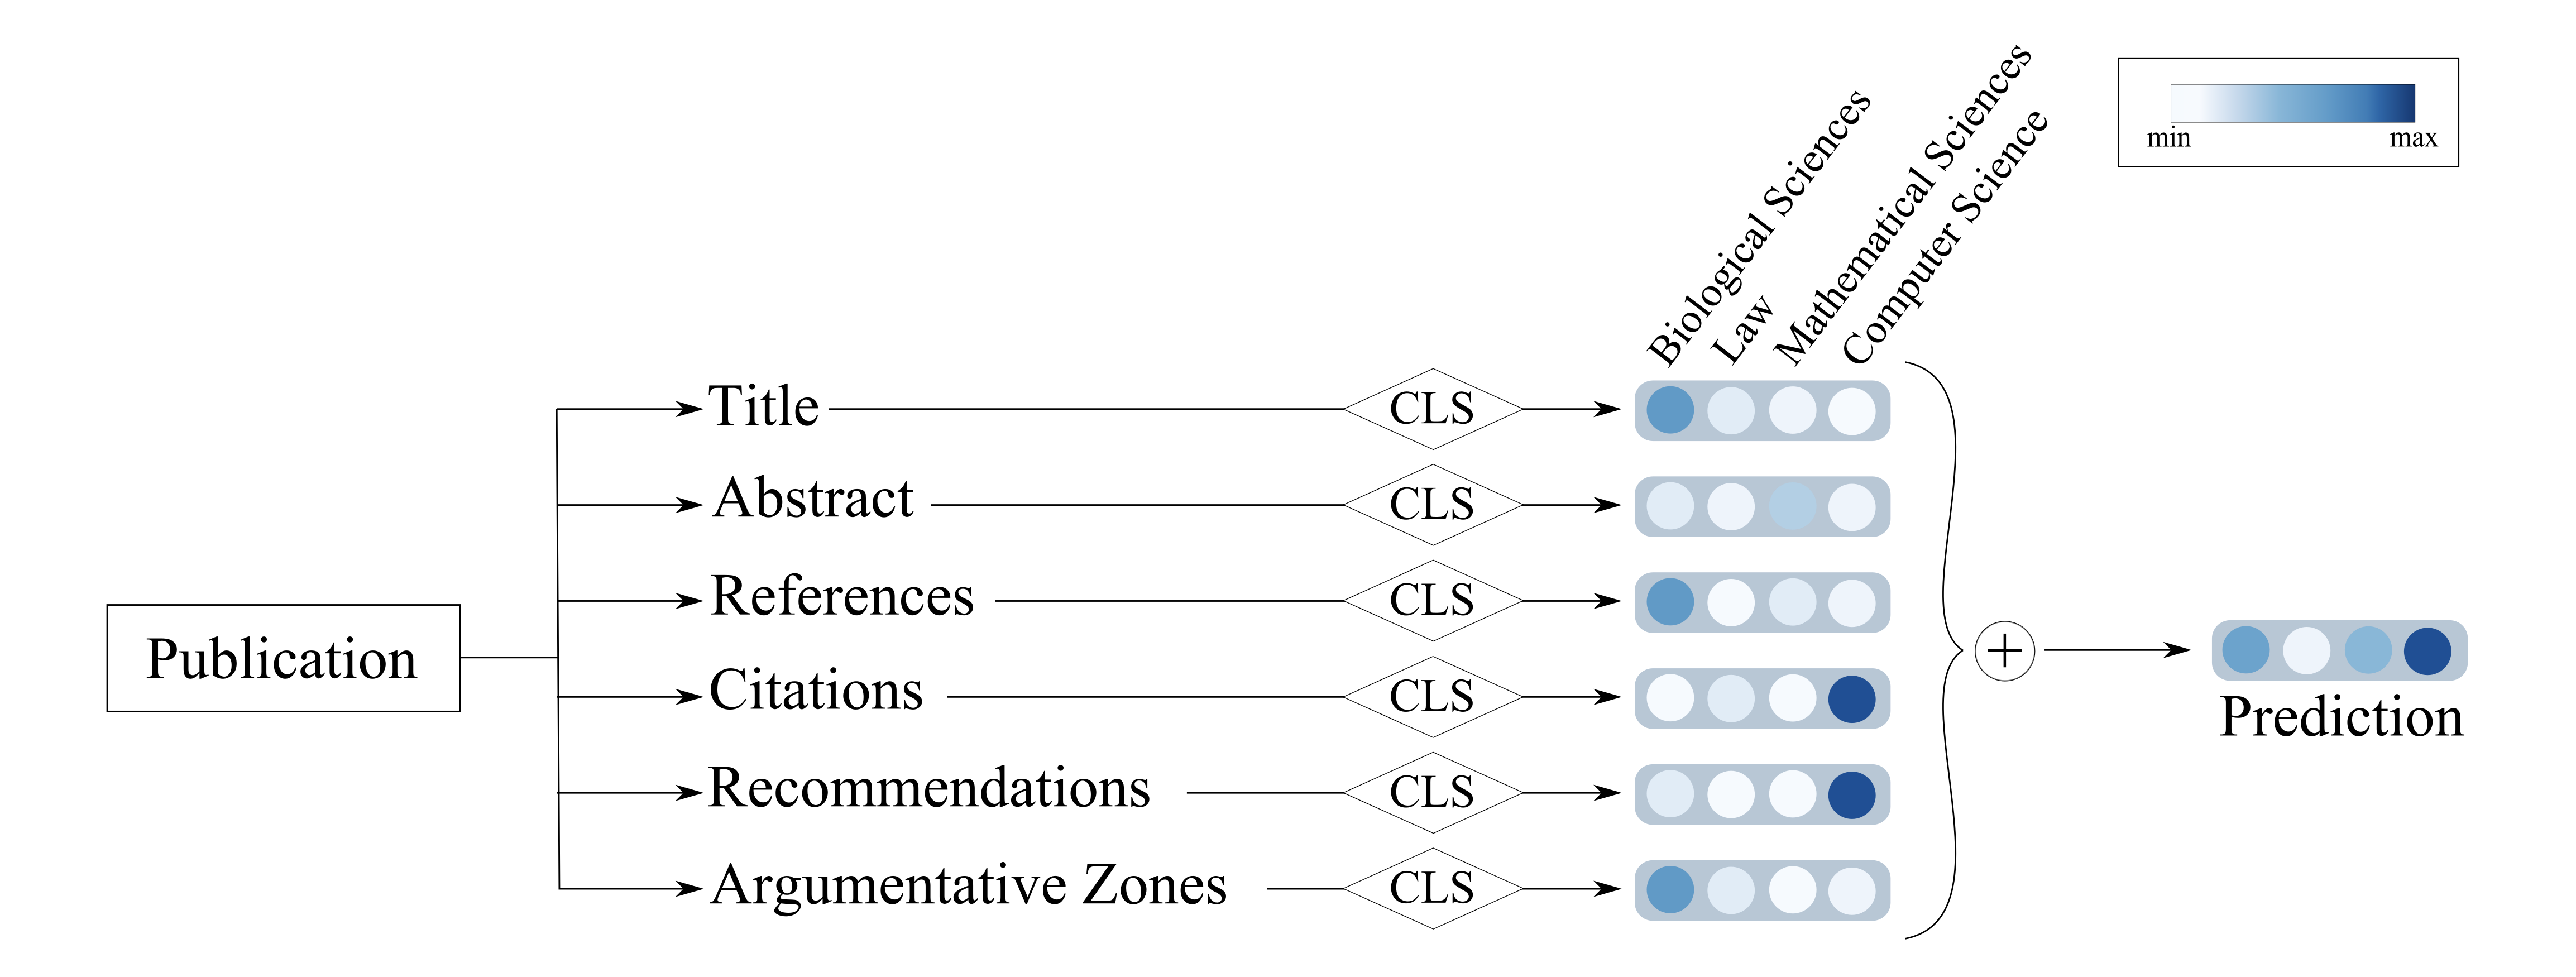 min
max
Biological Sciences
Law
Mathematical Sciences
Computer Science
Title
CLS
Abstract
CLS
References
CLS
Publication
Citations
CLS
+
Prediction
Recommendations
CLS
Argumentative Zones
CLS